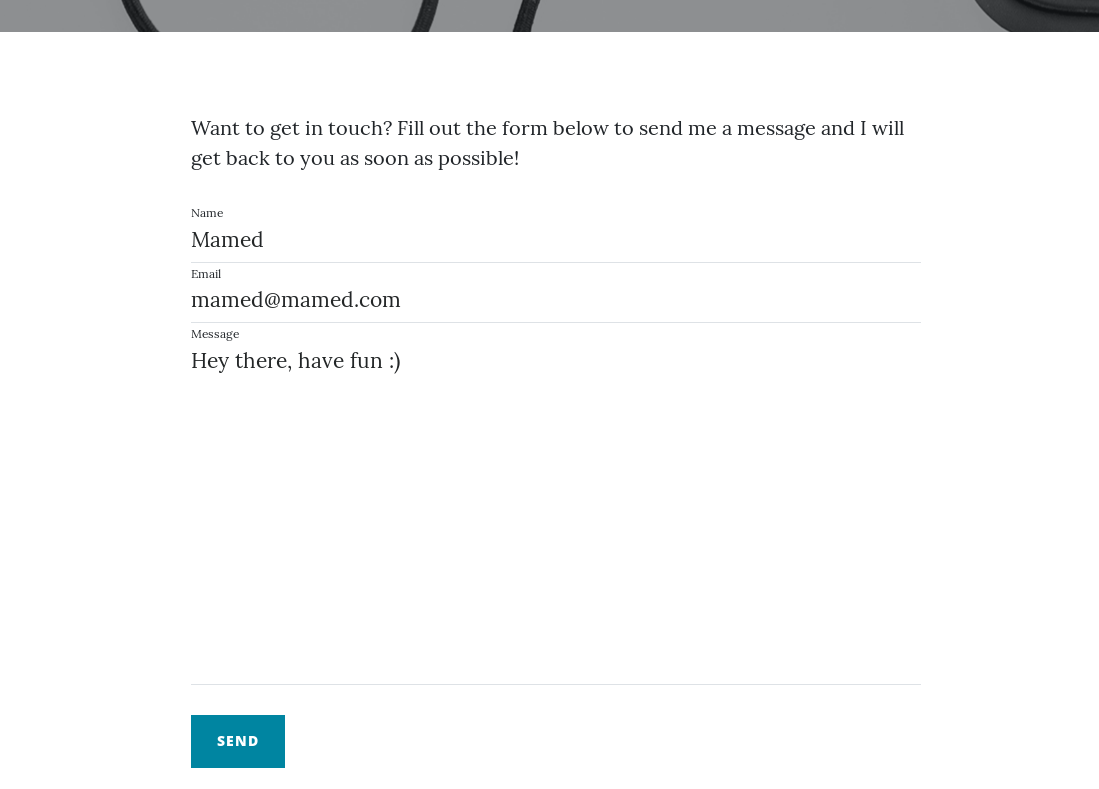 Want to get in touch? Fill out the form below to send me a message and I will
get back to you as soon as possible!
Name
Mamed
Email
mamed@mamed.com
Message
Hey there, have fun :)
SEND